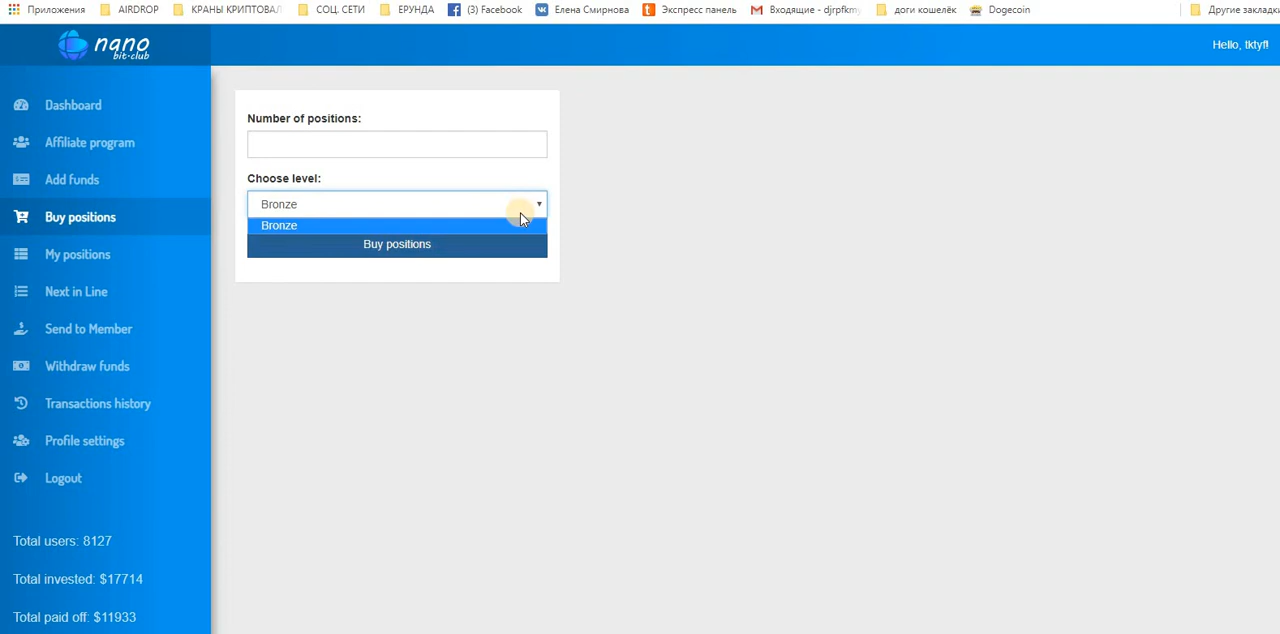 Приложения AIRDROP КРАНЫ КРИПТОВАЛ СОЦ. СЕТИ ЕРУНДА (3) Facebook Елена Смирнова Экспресс панель Входящие - djrpfkmy доги кошелёк Dogecoin Другие закладки
nano
bit-club
Hello, tktyf!
Dashboard
Affiliate program
Add funds
Buy positions
My positions
Next in Line
Send to Member
Withdraw funds
Transactions history
Profile settings
Logout
Total users: 8127
Total invested: $17714
Total paid off: $11933
Number of positions:
Choose level:
Bronze
Bronze
Buy positions